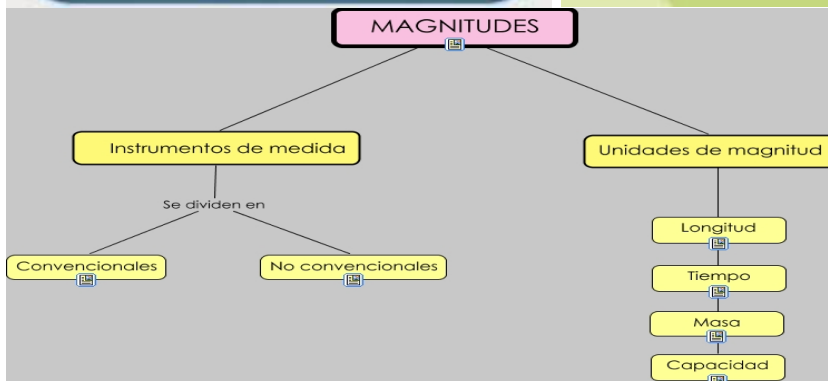 MAGNITUDES
Instrumentos de medida
Unidades de magnitud
Se dividen en
Convencionales
No convencionales
Longitud
Tiempo
Masa
Capacidad